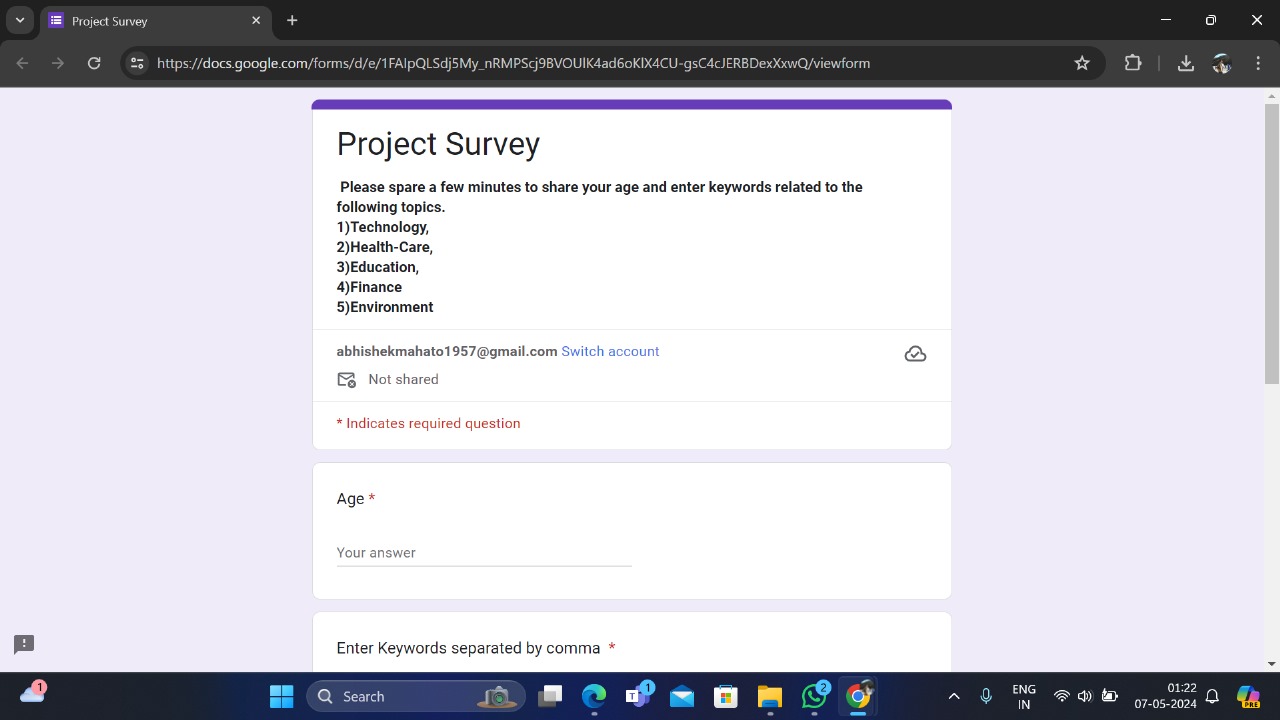 Project Survey
https://docs.google.com/forms/d/e/1FAIpQLSdj5My_nRMPScj9BVOUlK4ad6oKlX4CU-gsC4cJERBDexXxwQ/viewform
Project Survey
Please spare a few minutes to share your age and enter keywords related to the
following topics.
1)Technology,
2)Health-Care,
3)Education,
4)Finance
5)Environment
abhishekmahato1957@gmail.com Switch account
Not shared
* Indicates required question
Age *
Your answer
Enter Keywords separated by comma *
1
Search
1
2
ENG
IN
01:22
07-05-2024
PRE